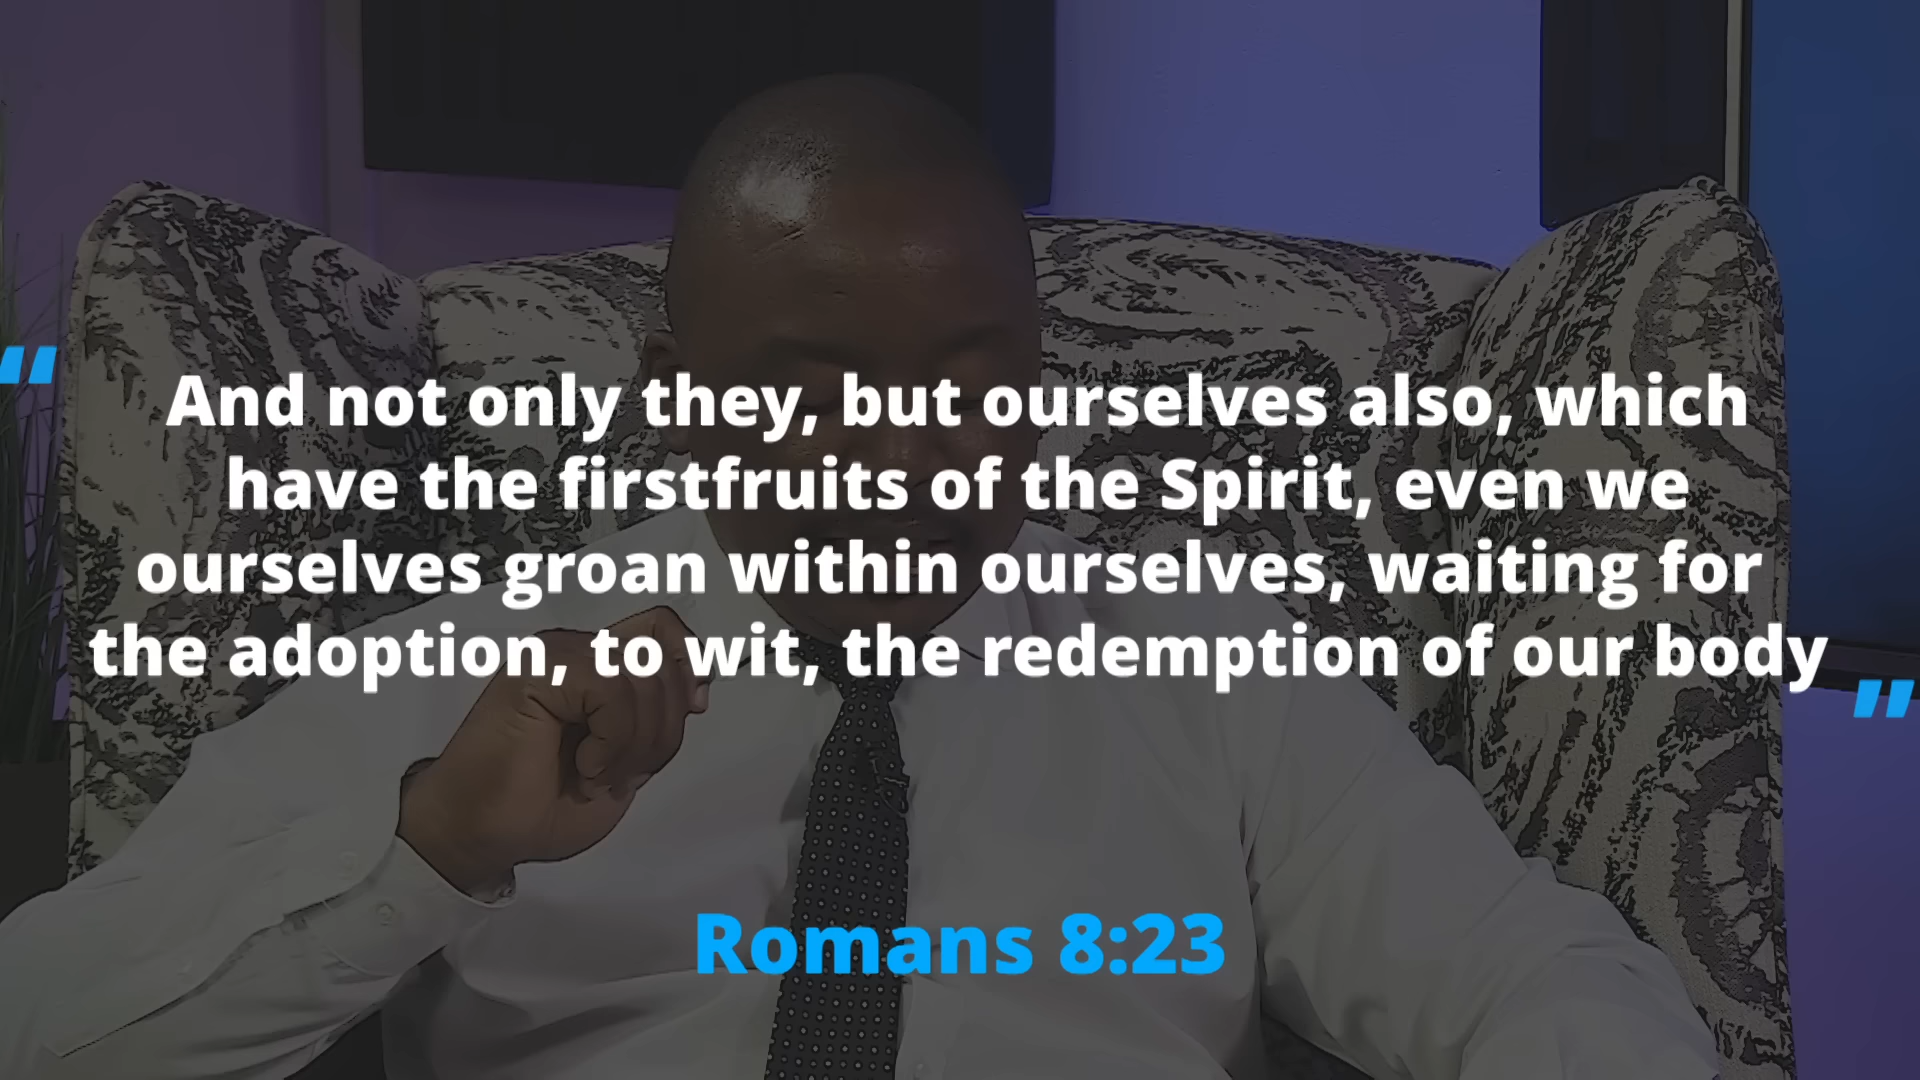 “
And not only they, but ourselves also, which
have the firstfruits of the Spirit, even we
ourselves groan within ourselves, waiting for
the adoption, to wit, the redemption of our body
”
Romans 8:23